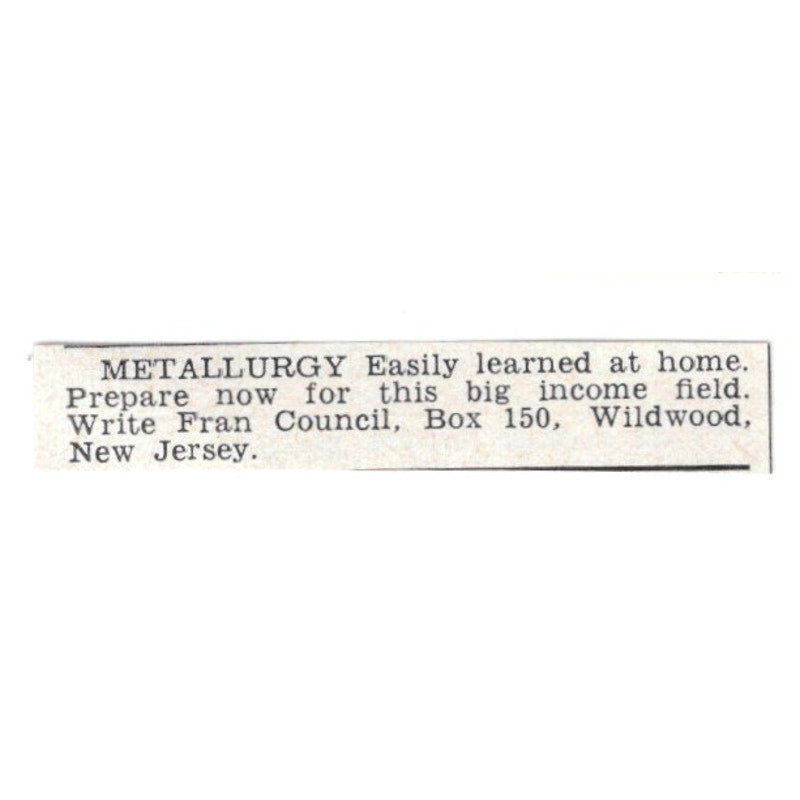 METALLURGY Easily learned at home.
Prepare now for this big income field.
Write Fran Council, Box 150, Wildwood,
New Jersey.